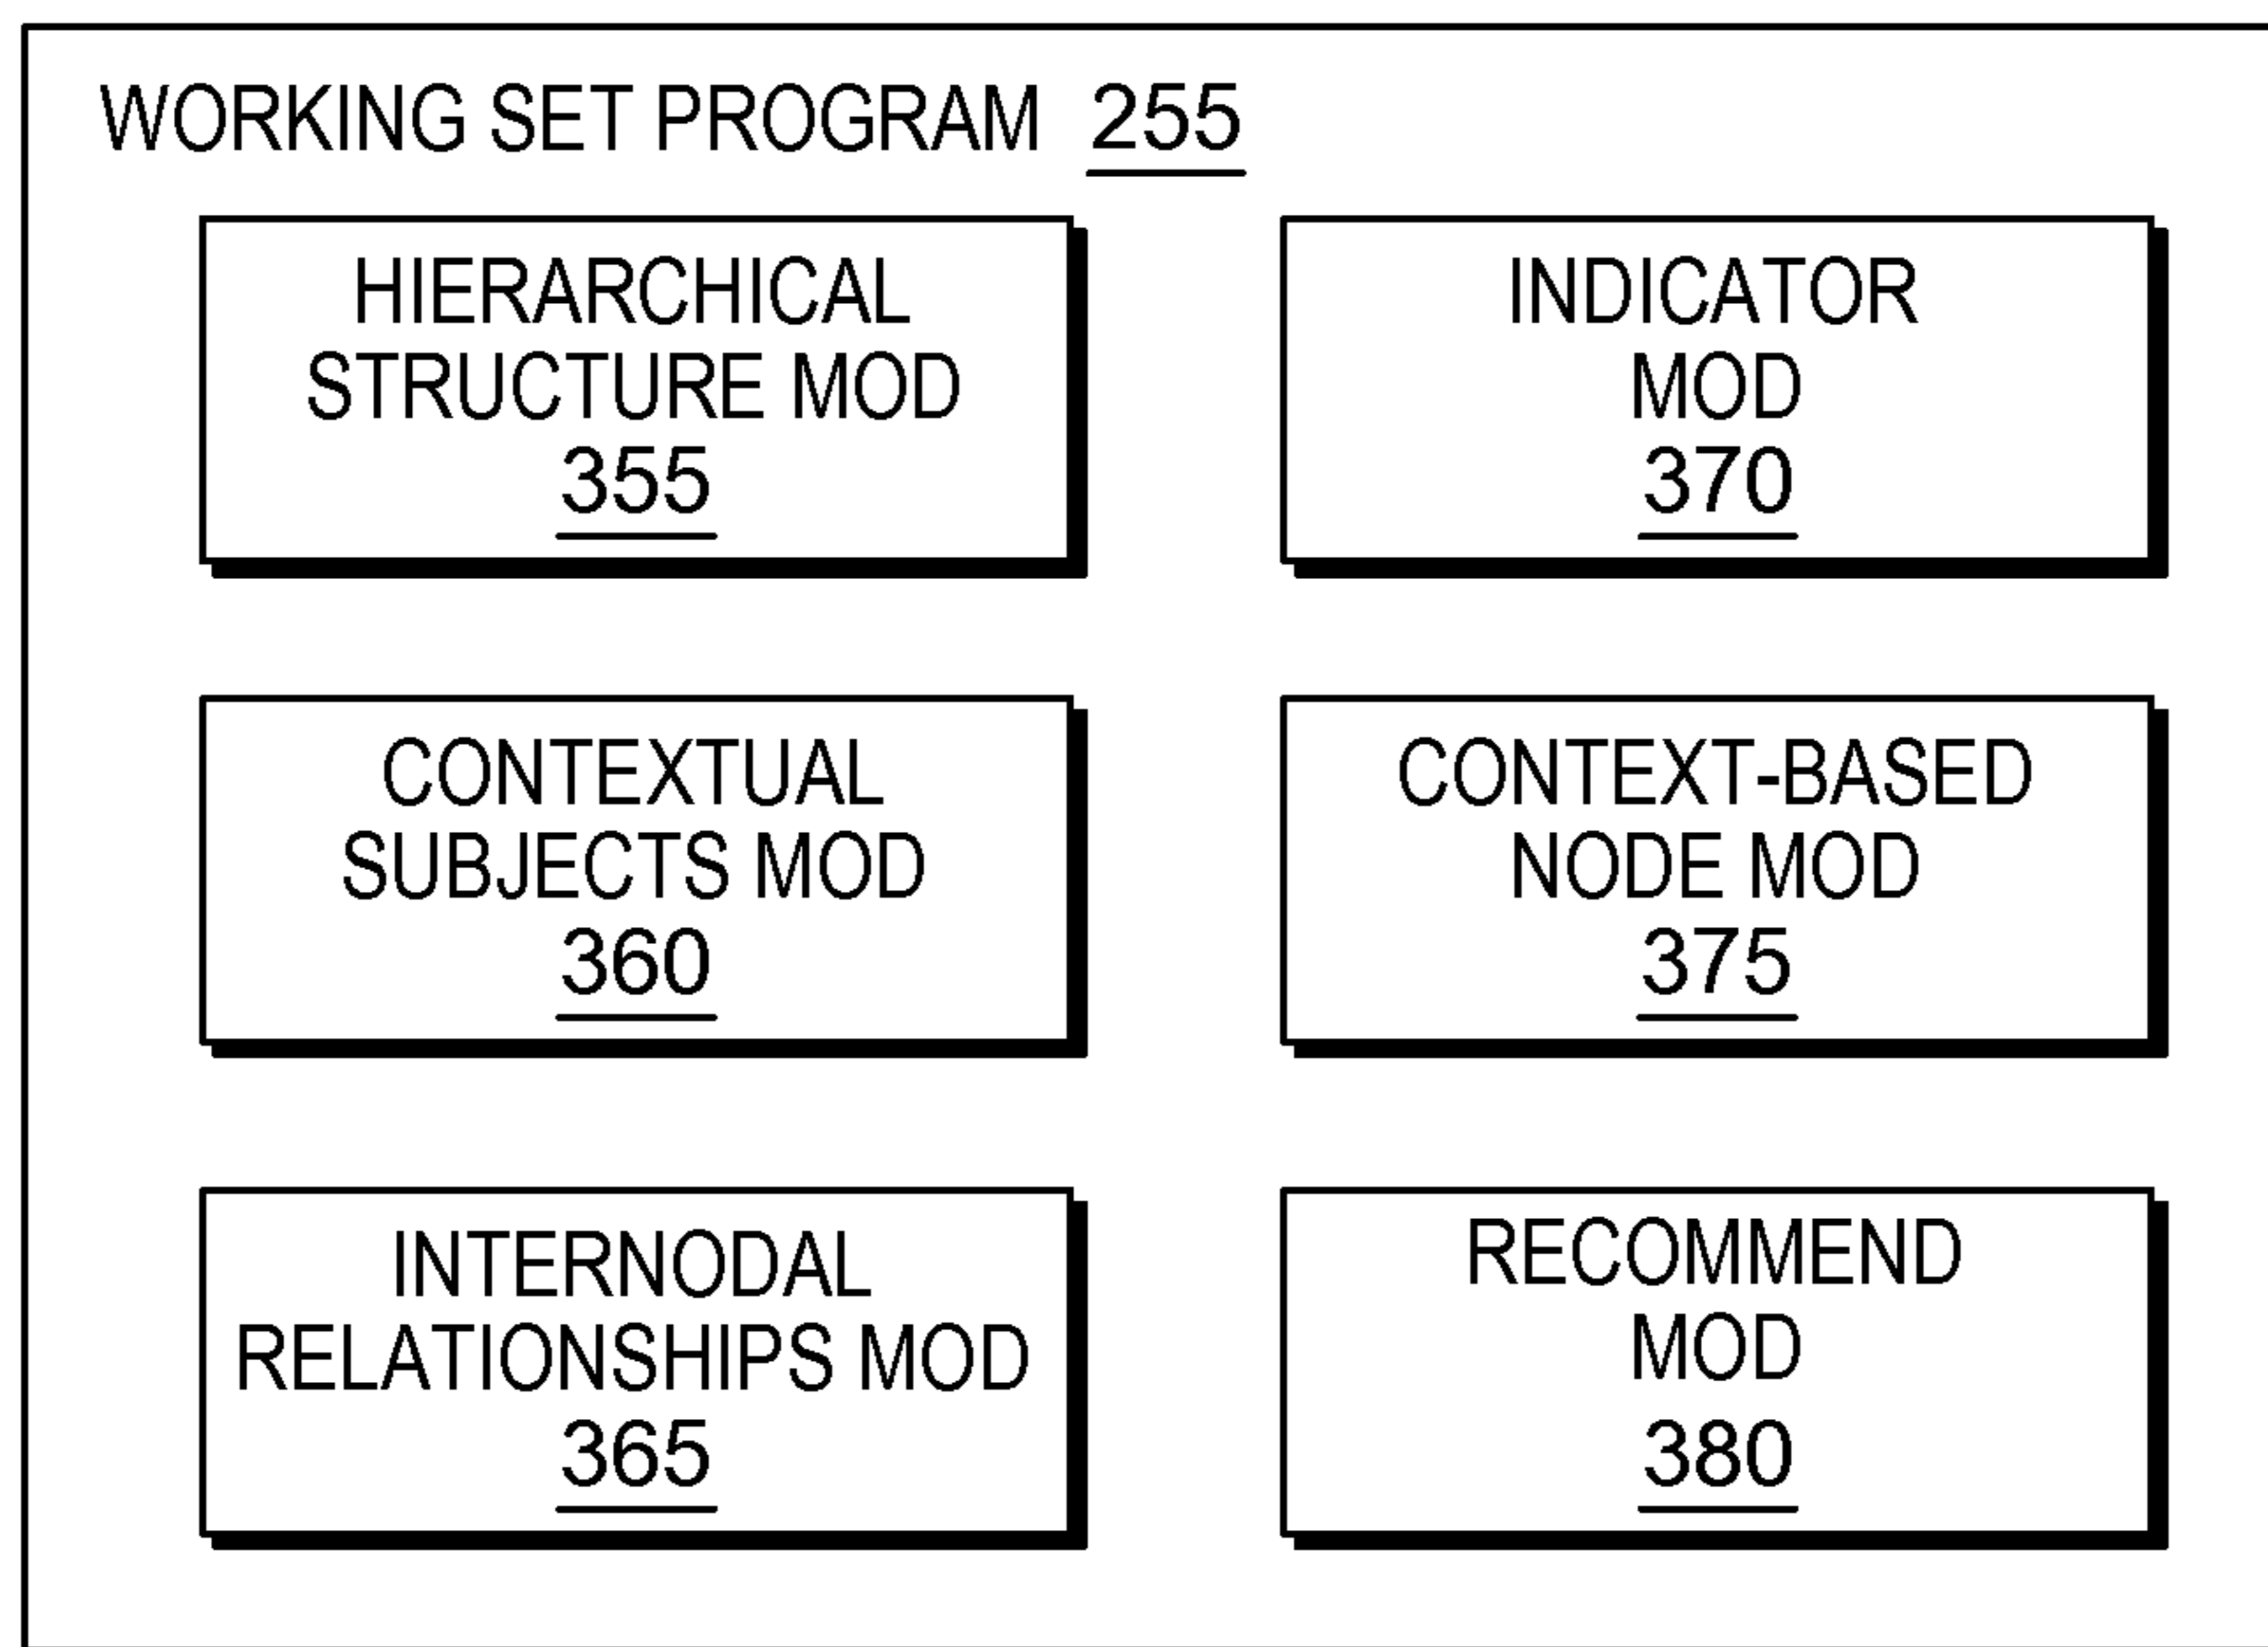 WORKING SET PROGRAM 255
HIERARCHICAL
STRUCTURE MOD
355
INDICATOR
MOD
370
CONTEXTUAL
SUBJECTS MOD
360
CONTEXT-BASED
NODE MOD
375
INTERNODAL
RELATIONSHIPS MOD
365
RECOMMEND
MOD
380